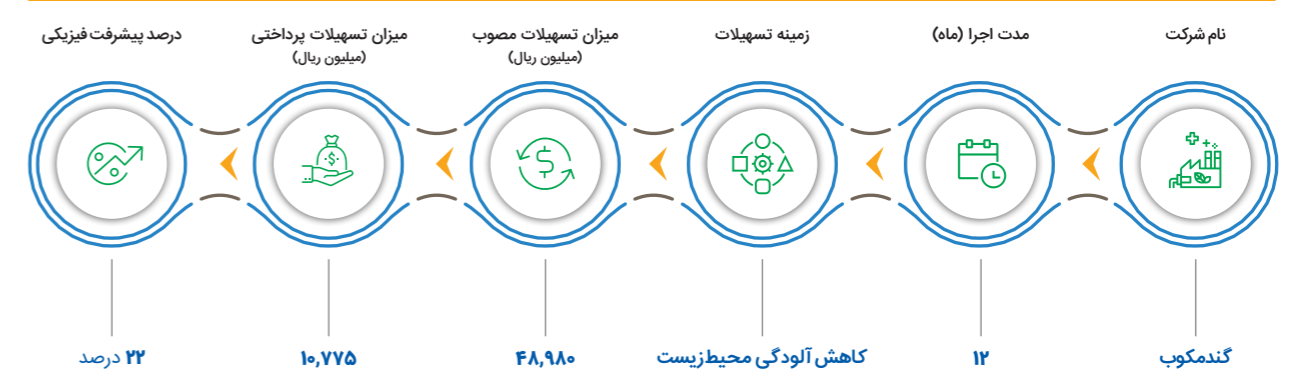 نام شرکت
مدت اجرا (ماه)
زمینه تسهیلات
میزان تسهیلات مصوب
(میلیون ریال)
میزان تسهیلات پرداختی
(میلیون ریال)
درصد پیشرفت فیزیکی
گندمکوب
۱۲
کاهش آلودگی محیط‌زیست
۴۸,۹۸۰
۱۰,۷۷۵
۲۲ درصد